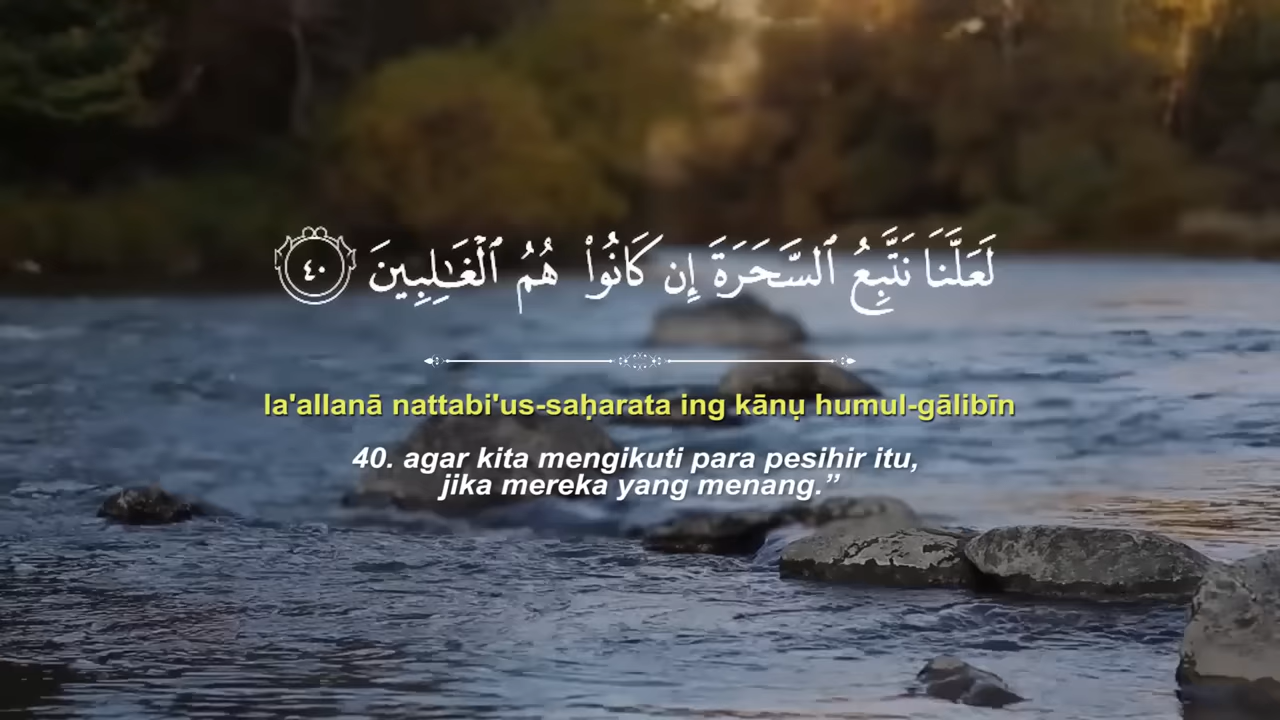 لَعَلَّنَا نَتَّبِعُ ٱلسَّحَرَةَ إِن كَانُوا۟ هُمُ ٱلْغَـٰلِبِينَ ٤٠
la'allanā nattabi'us-saḥarata ing kānụ humul-gālibīn
40. agar kita mengikuti para pesihir itu,
jika mereka yang menang.”